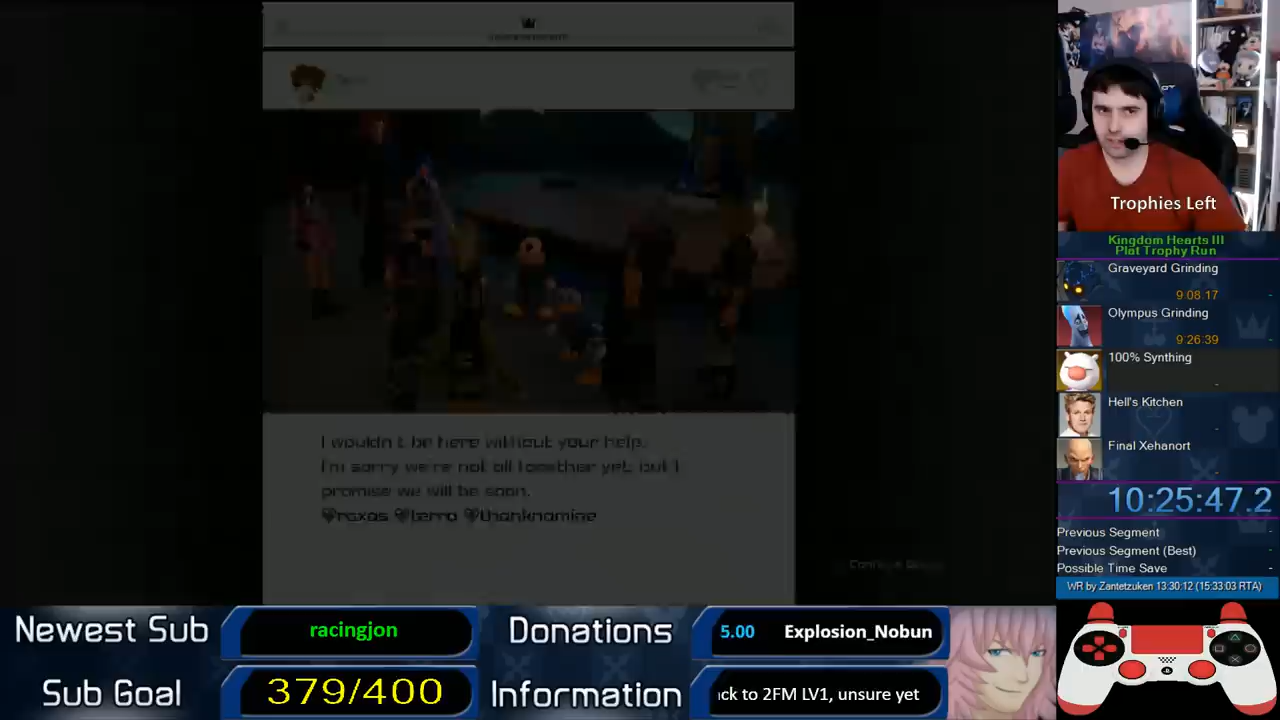 I wouldn't be here without your help.
I'm sorry we're not all together yet, but I
promise we will be soon.
roxas terra thanknamine
Trophies Left
Kingdom Hearts III
Plat Trophy Run
Graveyard Grinding
9:08:17 -
Olympus Grinding
9:26:39 -
100% Synthing
-
Hell's Kitchen
-
Final Xehanort
-
10:25:47.2
Previous Segment -
Previous Segment (Best) -
Possible Time Save -
WR by Zantetzuken 13:30:12 (15:33:03 RTA)
Newest Sub racingjon Donations 5.00 Explosion_Nobun
Sub Goal 379/400 Information ck to 2FM LV1, unsure yet